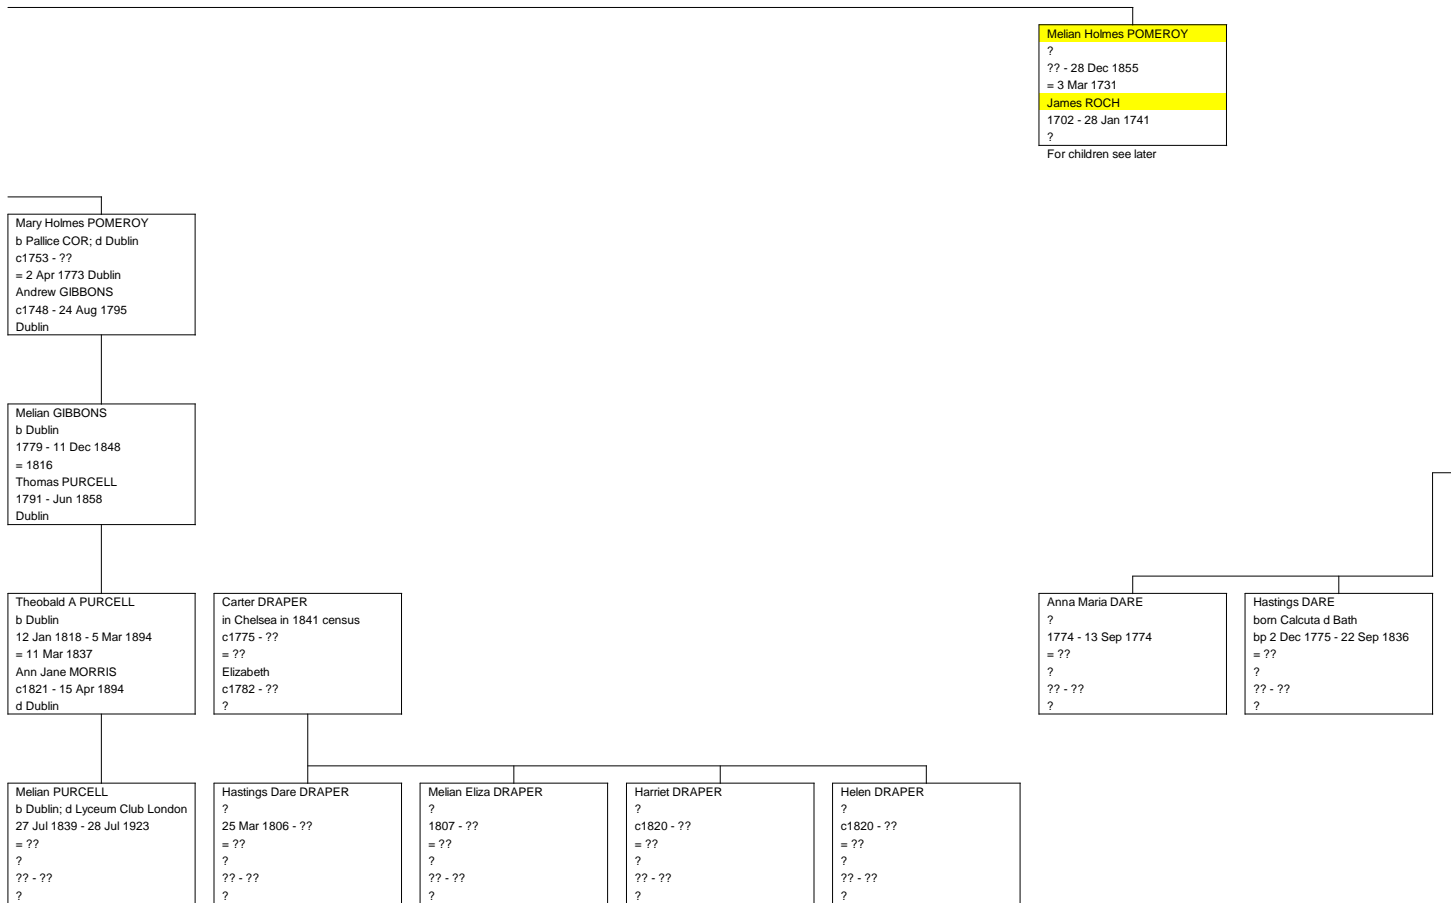 Melian Holmes POMEROY
?
?? - 28 Dec 1855
= 3 Mar 1731
James ROCH
1702 - 28 Jan 1741
?
For children see later
Mary Holmes POMEROY
b Pallice COR; d Dublin
c1753 - ??
= 2 Apr 1773 Dublin
Andrew GIBBONS
c1748 - 24 Aug 1795
Dublin
Melian GIBBONS
b Dublin
1779 - 11 Dec 1848
= 1816
Thomas PURCELL
1791 - Jun 1858
Dublin
Theobald A PURCELL
b Dublin
12 Jan 1818 - 5 Mar 1894
= 11 Mar 1837
Ann Jane MORRIS
c1821 - 15 Apr 1894
d Dublin
Carter DRAPER
in Chelsea in 1841 census
c1775 - ??
= ??
Elizabeth
c1782 - ??
?
Anna Maria DARE
?
1774 - 13 Sep 1774
= ??
?
?? - ??
?
Hastings DARE
born Calcuta d Bath
bp 2 Dec 1775 - 22 Sep 1836
= ??
?
?? - ??
?
Melian PURCELL
b Dublin; d Lyceum Club London
27 Jul 1839 - 28 Jul 1923
= ??
?
?? - ??
?
Hastings Dare DRAPER
?
25 Mar 1806 - ??
= ??
?
?? - ??
?
Melian Eliza DRAPER
?
1807 - ??
= ??
?
?? - ??
?
Harriet DRAPER
?
c1820 - ??
= ??
?
?? - ??
?
Helen DRAPER
?
c1820 - ??
= ??
?
?? - ??
?